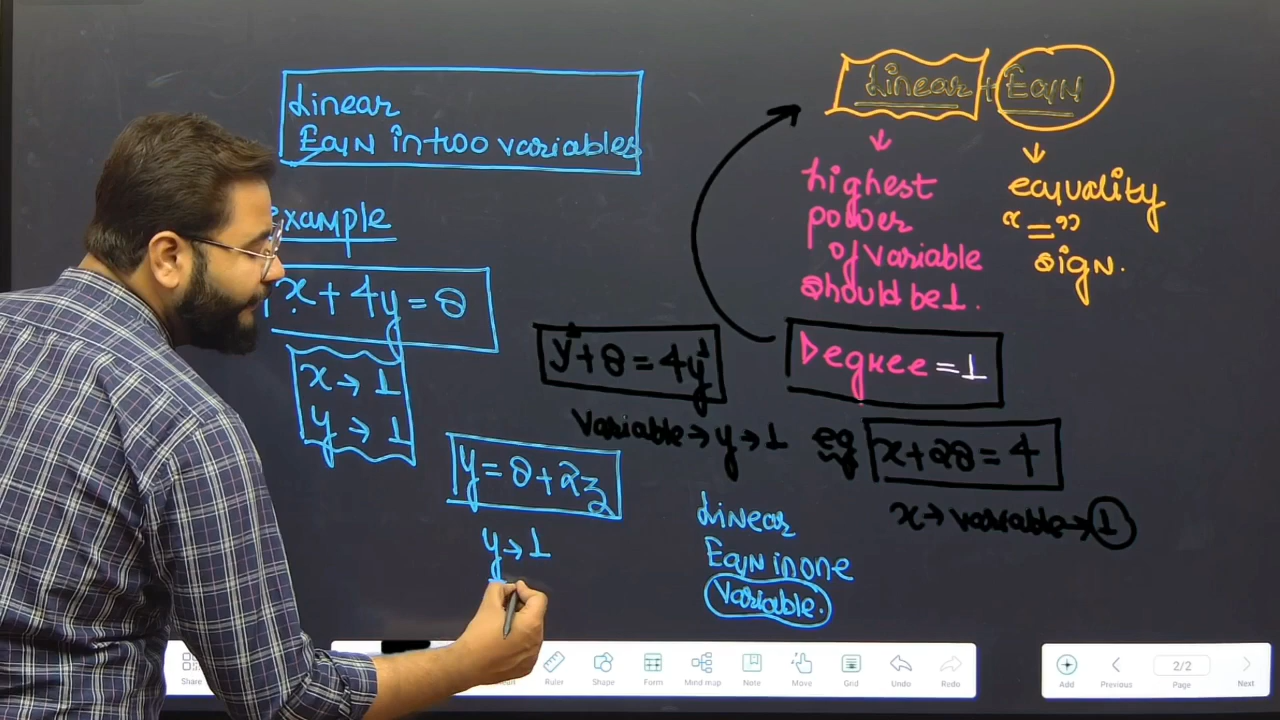 Linear
Eqn in two variables
example
x + 4y = 8
x → 1
y → 1
y = 8 + 2z
y → 1
Linear + Eqn
highest
power
of variable
should be 1.
equality
"="
sign.
Degree = 1
y + 8 = 4y¹
variable → y → 1
eg
x + 28 = 4
x → variable → 1
Linear
Eqn in one
variable.
Share
Ruler
Shape
Form
Mind map
Note
Move
Grid
Undo
Redo
Add
Previous
2/2
Page
Next